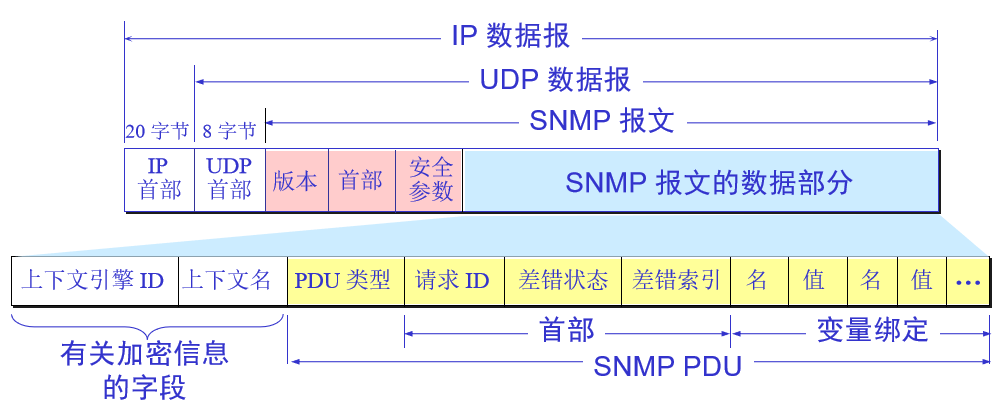 IP 数据报
UDP 数据报
SNMP 报文
20 字节
8 字节
IP
首部
UDP
首部
版本
首部
安全
参数
SNMP 报文的数据部分
上下文引擎 ID
上下文名
PDU 类型
请求 ID
差错状态
差错索引
名
值
名
值
…
首部
变量绑定
有关加密信息
的字段
SNMP PDU